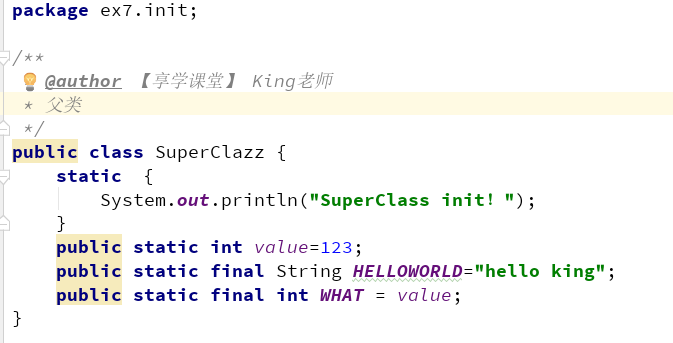 package ex7.init;
/**
@author 【享学课堂】 King老师
* 父类
*/
public class SuperClazz {
static {
System.out.println("SuperClass init！");
}
public static int value=123;
public static final String HELLOWORLD="hello king";
public static final int WHAT = value;
}